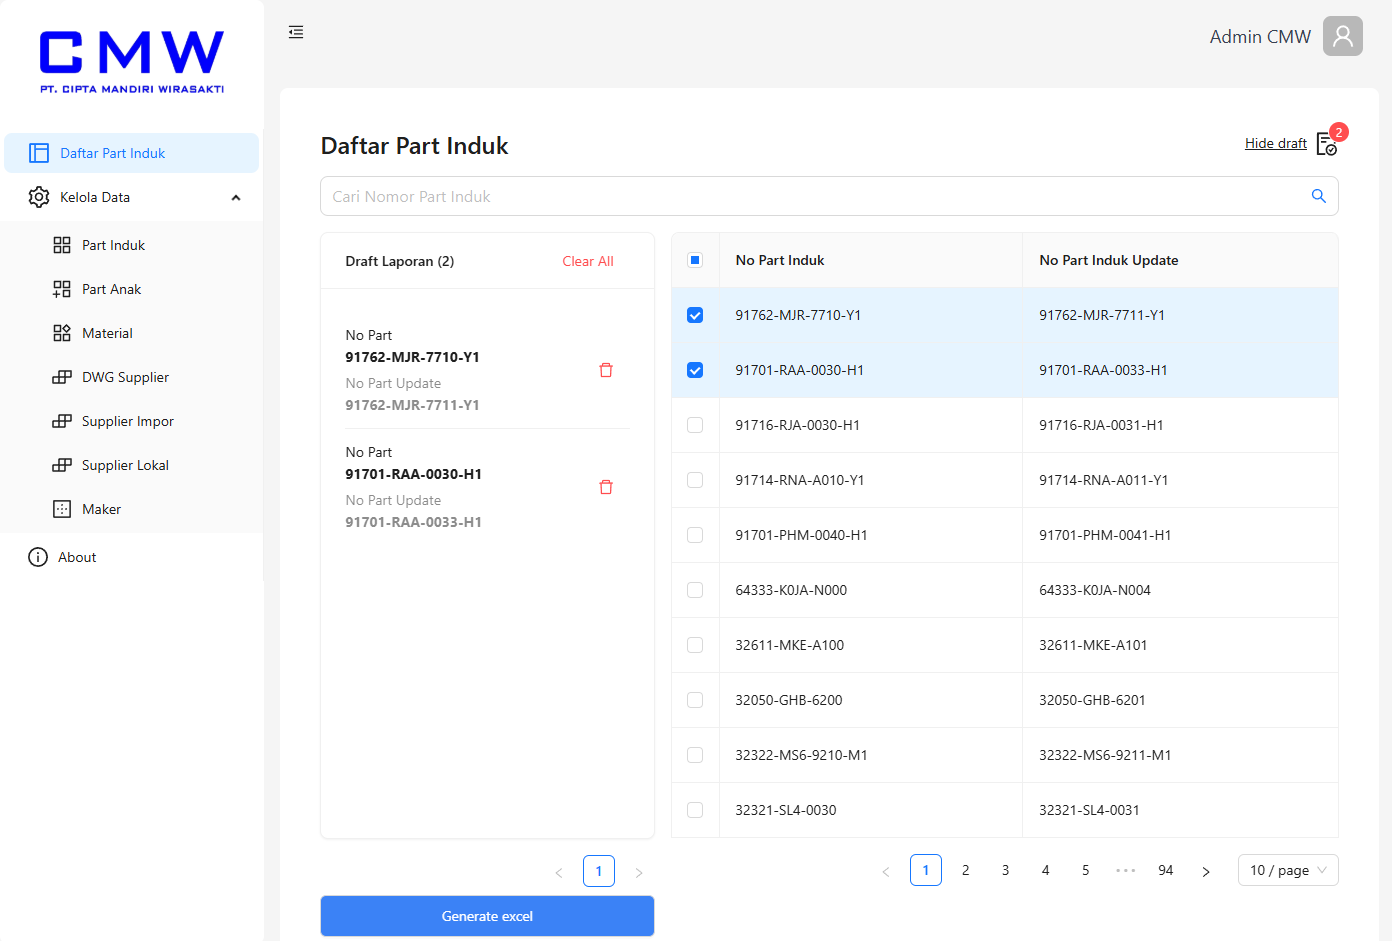 CMW
PT. CIPTA MANDIRI WIRASAKTI
Daftar Part Induk
Kelola Data
Part Induk
Part Anak
Material
DWG Supplier
Supplier Impor
Supplier Lokal
Maker
About
Admin CMW
Daftar Part Induk
Hide draft
2
Cari Nomor Part Induk
Draft Laporan (2)
Clear All
No Part
91762-MJR-7710-Y1
No Part Update
91762-MJR-7711-Y1
No Part
91701-RAA-0030-H1
No Part Update
91701-RAA-0033-H1
1
Generate excel
No Part Induk No Part Induk Update
91762-MJR-7710-Y1 91762-MJR-7711-Y1
91701-RAA-0030-H1 91701-RAA-0033-H1
91716-RJA-0030-H1 91716-RJA-0031-H1
91714-RNA-A010-Y1 91714-RNA-A011-Y1
91701-PHM-0040-H1 91701-PHM-0041-H1
64333-K0JA-N000 64333-K0JA-N004
32611-MKE-A100 32611-MKE-A101
32050-GHB-6200 32050-GHB-6201
32322-MS6-9210-M1 32322-MS6-9211-M1
32321-SL4-0030 32321-SL4-0031
1 2 3 4 5 ••• 94 10 / page